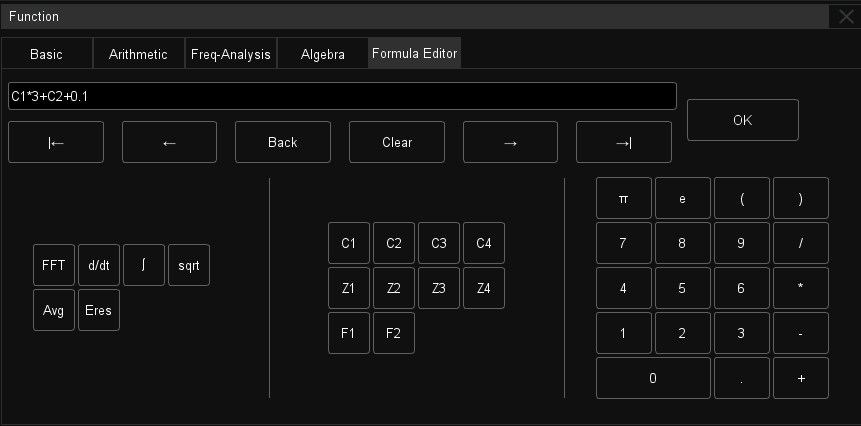 Function
Basic Arithmetic Freq-Analysis Algebra Formula Editor
C1*3+C2+0.1
OK
|← ← Back Clear → →|
π e ( )
C1 C2 C3 C4 7 8 9 /
FFT d/dt ∫ sqrt
Z1 Z2 Z3 Z4 4 5 6 *
Avg Eres
F1 F2 1 2 3 -
0 . +